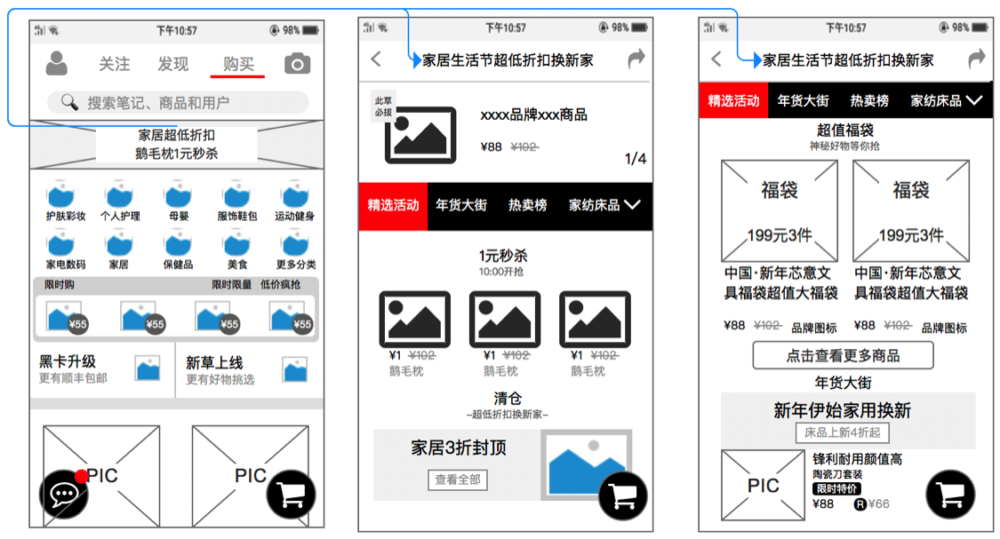 下午10:57
98%
关注 发现 购买
搜索笔记、商品和用户
家居超低折扣
鹅毛枕1元秒杀
护肤彩妆 个人护理 母婴 服饰鞋包 运动健身
家电数码 家居 保健品 美食 更多分类
限时购 限时限量 低价疯抢
¥55 ¥55 ¥55 ¥55
黑卡升级
更有顺丰包邮
新草上线
更有好物挑选
PIC PIC
下午10:57
98%
家居生活节超低折扣换新家
此草
必拔
xxxx品牌xxx商品
¥88 ¥102
1/4
精选活动 年货大街 热卖榜 家纺床品
1元秒杀
10:00开抢
¥1 ¥102 ¥1 ¥102 ¥1 ¥102
鹅毛枕 鹅毛枕 鹅毛枕
清仓
–超低折扣换新家–
家居3折封顶
查看全部
下午10:57
98%
家居生活节超低折扣换新家
精选活动 年货大街 热卖榜 家纺床品
超值福袋
神秘好物等你抢
福袋 福袋
199元3件 199元3件
中国·新年芯意文 中国·新年芯意文
具福袋超值大福袋 具福袋超值大福袋
¥88 ¥102 品牌图标 ¥88 ¥102 品牌图标
点击查看更多商品
年货大街
新年伊始家用换新
床品上新4折起
PIC
锋利耐用颜值高
陶瓷刀套装
限时特价
¥88 R ¥66